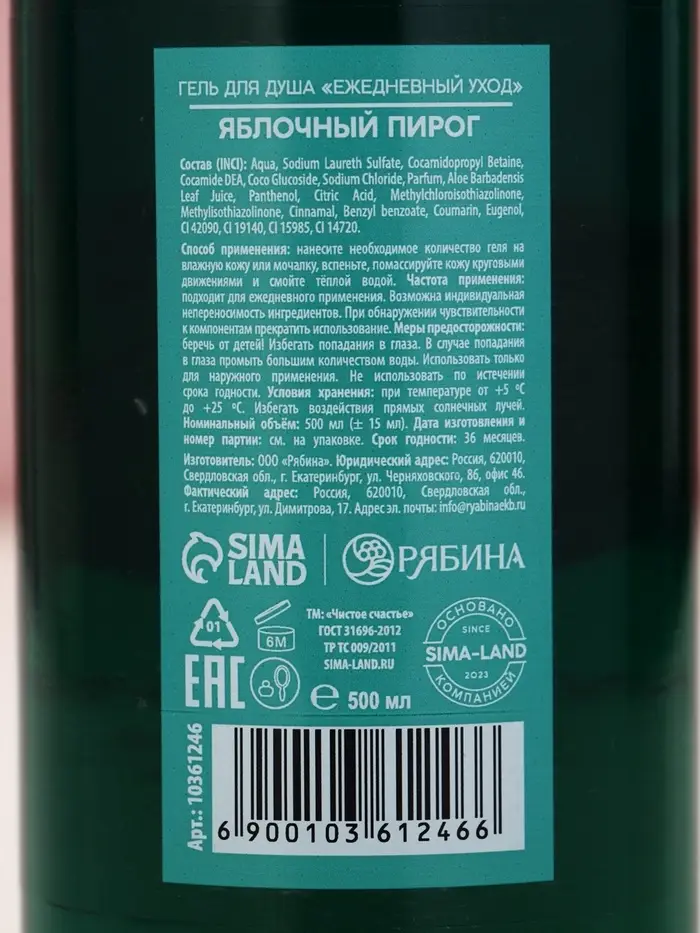 ГЕЛЬ ДЛЯ ДУША «ЕЖЕДНЕВНЫЙ УХОД»
ЯБЛОЧНЫЙ ПИРОГ
Состав (INCI): Aqua, Sodium Laureth Sulfate, Cocamidopropyl Betaine,
Cocamide DEA, Coco Glucoside, Sodium Chloride, Parfum, Aloe Barbadensis
Leaf Juice, Panthenol, Citric Acid, Methylchloroisothiazolinone,
Methylisothiazolinone, Cinnamal, Benzyl benzoate, Coumarin, Eugenol,
CI 42090, CI 19140, CI 15985, CI 14720.
Способ применения: нанесите необходимое количество геля на
влажную кожу или мочалку, вспеньте, помассируйте кожу круговыми
движениями и смойте тёплой водой. Частота применения:
подходит для ежедневного применения. Возможна индивидуальная
непереносимость ингредиентов. При обнаружении чувствительности
к компонентам прекратить использование. Меры предосторожности:
беречь от детей! Избегать попадания в глаза. В случае попадания
в глаза промыть большим количеством воды. Использовать только
для наружного применения. Не использовать по истечении
срока годности. Условия хранения: при температуре от +5 ºC
до +25 ºC. Избегать воздействия прямых солнечных лучей.
Номинальный объём: 500 мл (± 15 мл). Дата изготовления и
номер партии: см. на упаковке. Срок годности: 36 месяцев.
Изготовитель: ООО «Рябина». Юридический адрес: Россия, 620010,
Свердловская обл., г. Екатеринбург, ул. Черняховского, 86, офис 46.
Фактический адрес: Россия, 620010, Свердловская обл.,
г. Екатеринбург, ул. Димитрова, 17. Адрес эл. почты: info@ryabinaekb.ru
SIMA
LAND
РЯБИНА
01
6M
ТМ: «Чистое счастье»
ГОСТ 31696-2012
ТР ТС 009/2011
SIMA-LAND.RU
ОСНОВАНО
SINCE
SIMA-LAND
2023
КОМПАНИЕЙ
EAC
℮ 500 мл
Арт.: 10361246
6 900103 612466